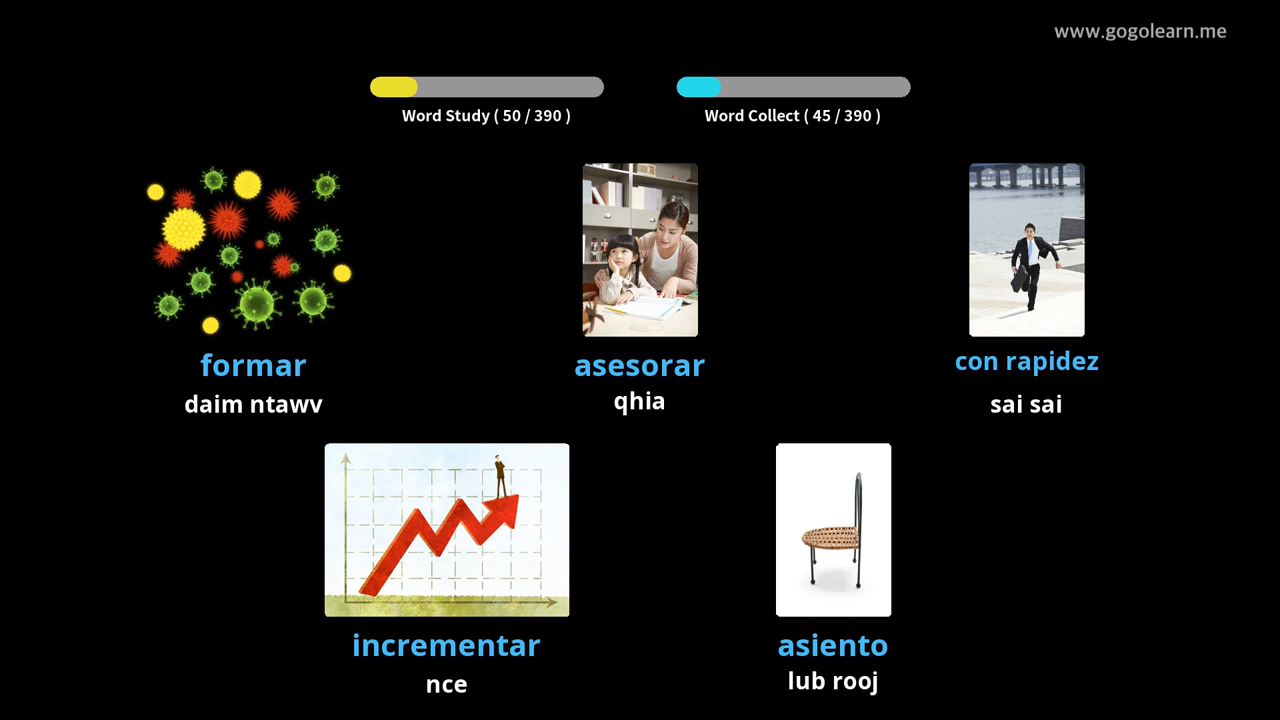 www.gogolearn.me
Word Study ( 50 / 390 )
Word Collect ( 45 / 390 )
formar
daim ntawv
asesorar
qhia
con rapidez
sai sai
incrementar
nce
asiento
lub rooj